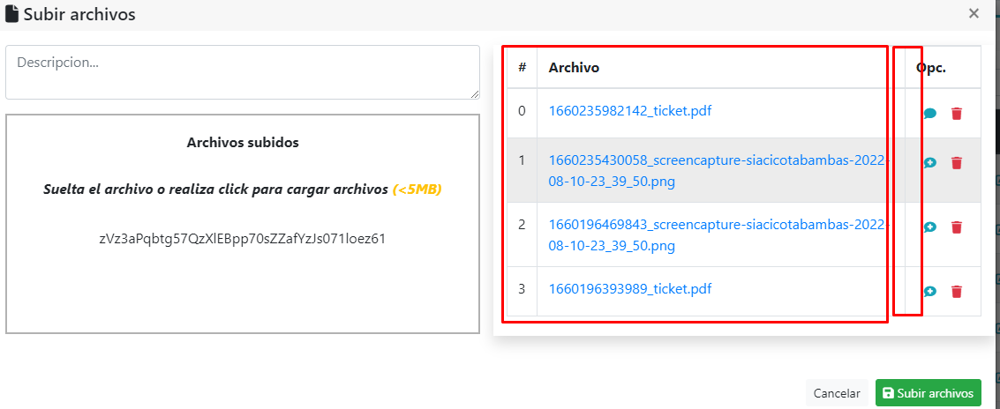 Subir archivos
Descripcion...
Archivos subidos
Suelta el archivo o realiza click para cargar archivos (<5MB)
zVz3aPqbtg57QzXlEBpp70sZZafYzJs071loez61
# Archivo Opc.
0 1660235982142_ticket.pdf
1 1660235430058_screencapture-siacicotabambas-2022-
08-10-23_39_50.png
2 1660196469843_screencapture-siacicotabambas-2022-
08-10-23_39_50.png
3 1660196393989_ticket.pdf
Cancelar
Subir archivos